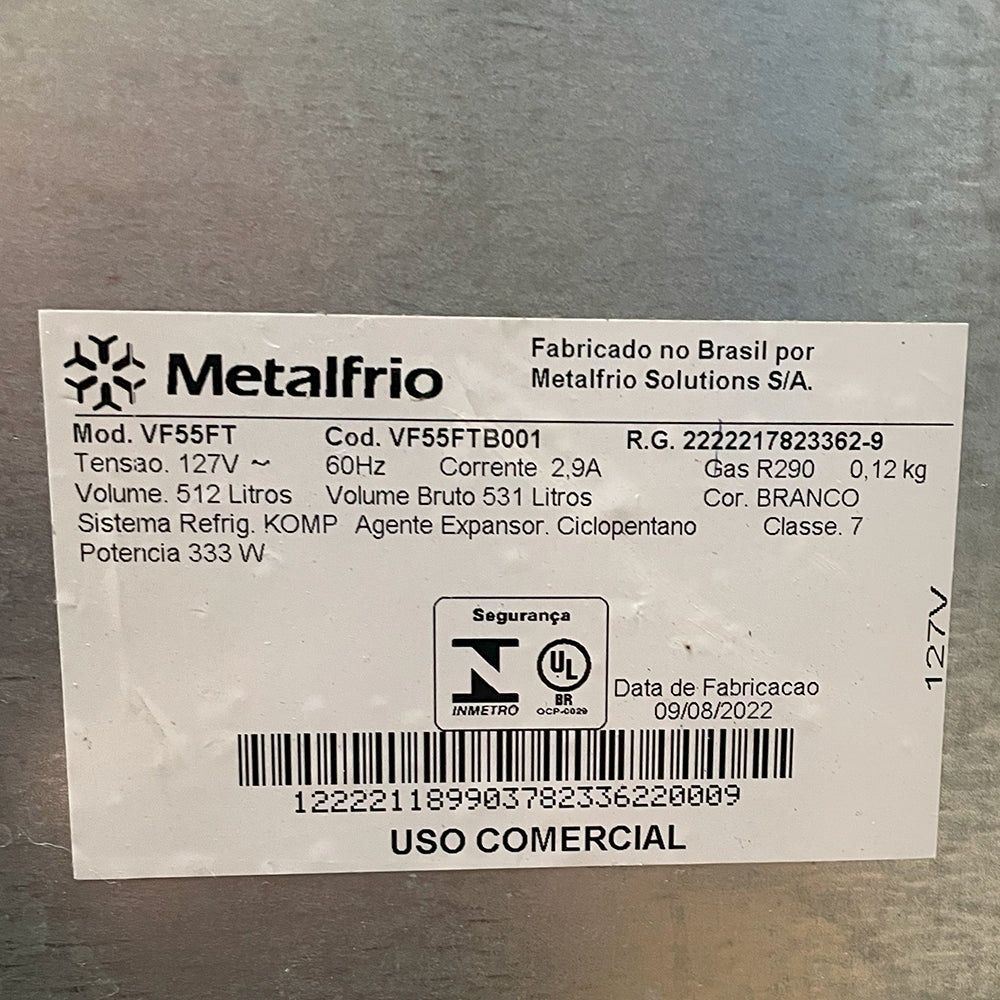 Metalfrio
Fabricado no Brasil por
Metalfrio Solutions S/A.
Mod. VF55FT Cod. VF55FTB001 R.G. 2222217823362-9
Tensao. 127V ~ 60Hz Corrente 2,9A Gas R290 0,12 kg
Volume. 512 Litros Volume Bruto 531 Litros Cor. BRANCO
Sistema Refrig. KOMP Agente Expansor. Ciclopentano Classe. 7
Potencia 333 W
127V
Segurança
UL
BR
INMETRO OCP-0029
Data de Fabricacao
09/08/2022
122221189903782336220009
USO COMERCIAL